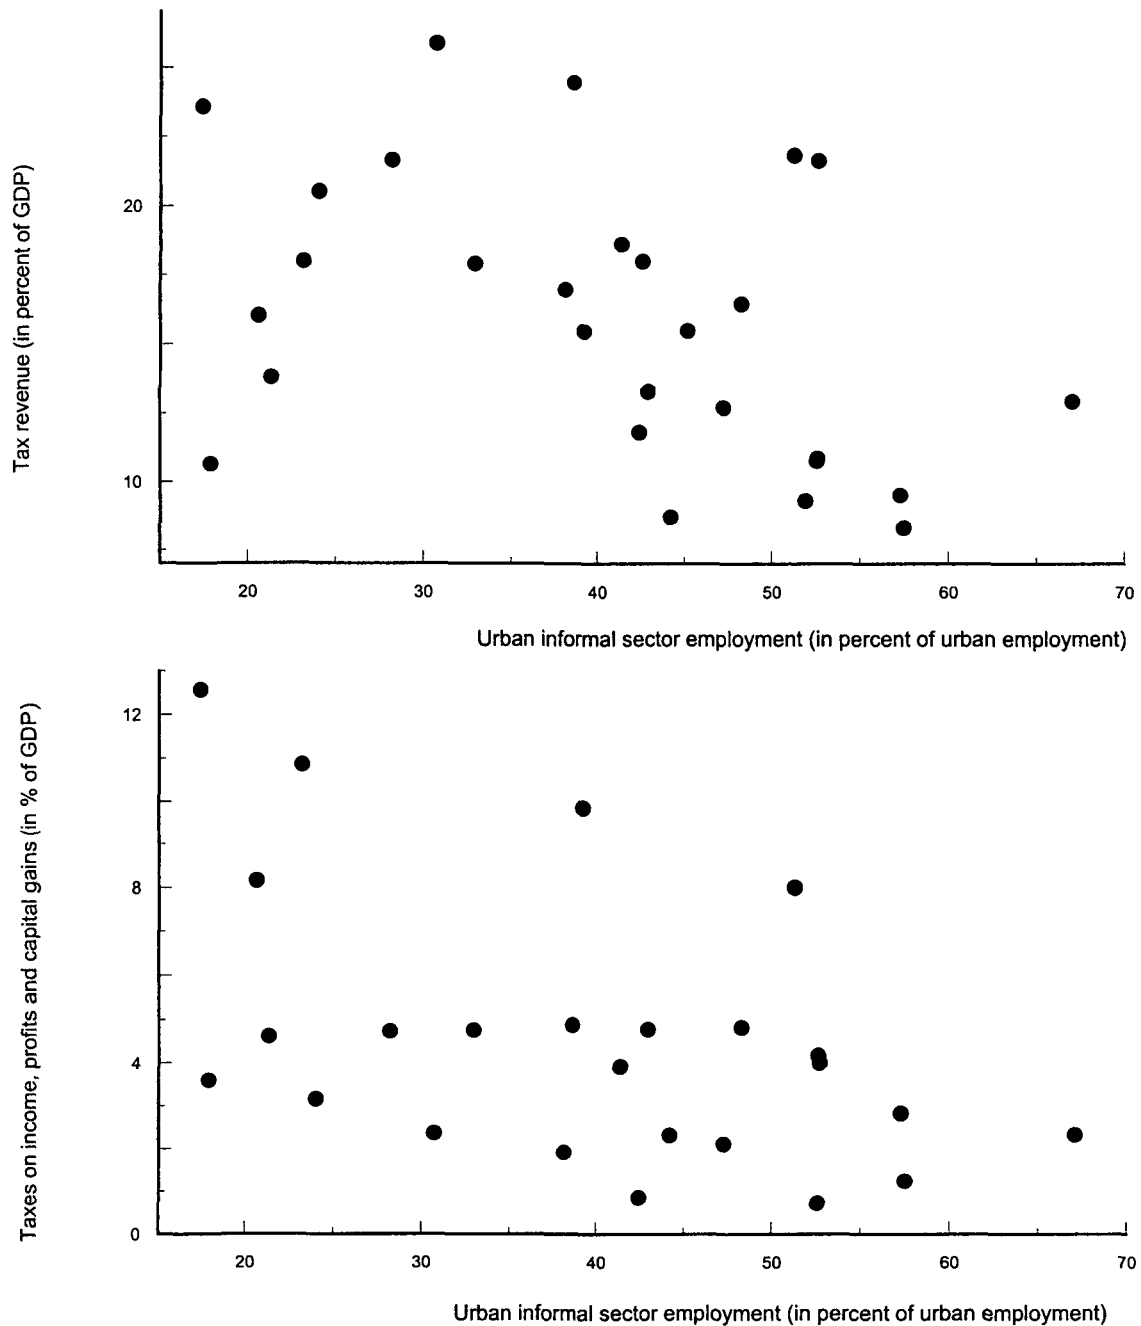 Tax revenue (in percent of GDP)
20
10
20 30 40 50 60 70
Urban informal sector employment (in percent of urban employment)
Taxes on income, profits and capital gains (in % of GDP)
12
8
4
0
20 30 40 50 60 70
Urban informal sector employment (in percent of urban employment)